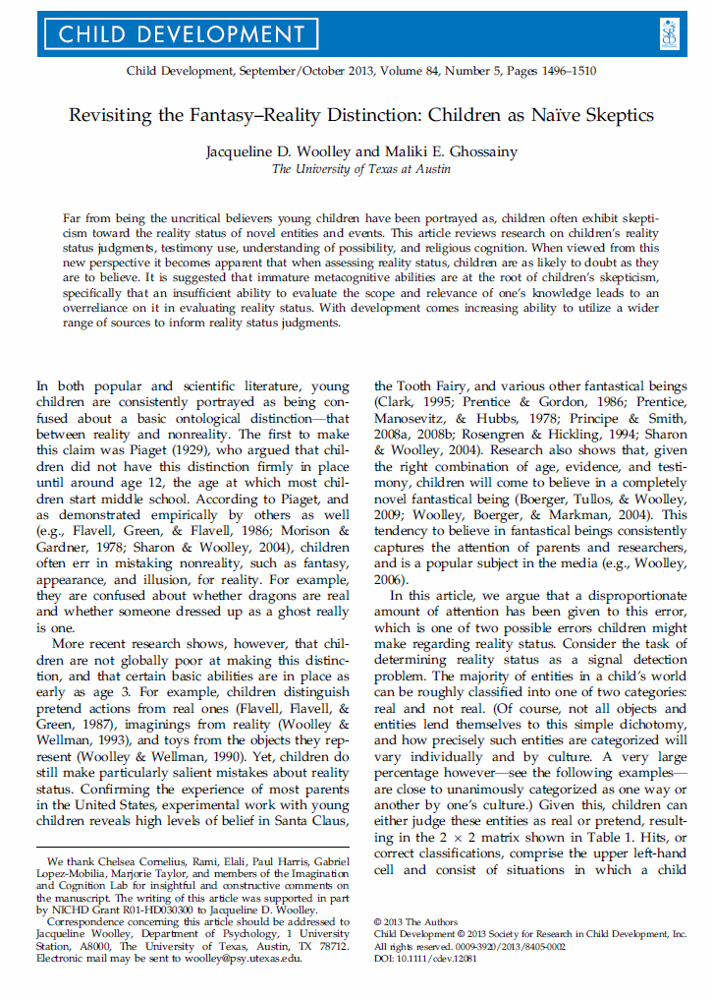 CHILD DEVELOPMENT
Child Development, September/October 2013, Volume 84, Number 5, Pages 1496–1510
Revisiting the Fantasy–Reality Distinction: Children as Naïve Skeptics
Jacqueline D. Woolley and Maliki E. Ghossainy
The University of Texas at Austin
Far from being the uncritical believers young children have been portrayed as, children often exhibit skepti-
cism toward the reality status of novel entities and events. This article reviews research on children's reality
status judgments, testimony use, understanding of possibility, and religious cognition. When viewed from this
new perspective it becomes apparent that when assessing reality status, children are as likely to doubt as they
are to believe. It is suggested that immature metacognitive abilities are at the root of children's skepticism,
specifically that an insufficient ability to evaluate the scope and relevance of one's knowledge leads to an
overreliance on it in evaluating reality status. With development comes increasing ability to utilize a wider
range of sources to inform reality status judgments.
In both popular and scientific literature, young
children are consistently portrayed as being con-
fused about a basic ontological distinction—that
between reality and nonreality. The first to make
this claim was Piaget (1929), who argued that chil-
dren did not have this distinction firmly in place
until around age 12, the age at which most chil-
dren start middle school. According to Piaget, and
as demonstrated empirically by others as well
(e.g., Flavell, Green, & Flavell, 1986; Morison &
Gardner, 1978; Sharon & Woolley, 2004), children
often err in mistaking nonreality, such as fantasy,
appearance, and illusion, for reality. For example,
they are confused about whether dragons are real
and whether someone dressed up as a ghost really
is one.
More recent research shows, however, that chil-
dren are not globally poor at making this distinc-
tion, and that certain basic abilities are in place as
early as age 3. For example, children distinguish
pretend actions from real ones (Flavell, Flavell, &
Green, 1987), imaginings from reality (Woolley &
Wellman, 1993), and toys from the objects they rep-
resent (Woolley & Wellman, 1990). Yet, children do
still make particularly salient mistakes about reality
status. Confirming the experience of most parents
in the United States, experimental work with young
children reveals high levels of belief in Santa Claus,
We thank Chelsea Cornelius, Rami, Elali, Paul Harris, Gabriel
Lopez-Mobilia, Marjorie Taylor, and members of the Imagination
and Cognition Lab for insightful and constructive comments on
the manuscript. The writing of this article was supported in part
by NICHD Grant R01-HD030300 to Jacqueline D. Woolley.
Correspondence concerning this article should be addressed to
Jacqueline Woolley, Department of Psychology, 1 University
Station, A8000, The University of Texas, Austin, TX 78712.
Electronic mail may be sent to woolley@psy.utexas.edu.
the Tooth Fairy, and various other fantastical beings
(Clark, 1995; Prentice & Gordon, 1986; Prentice,
Manosevitz, & Hubbs, 1978; Principe & Smith,
2008a, 2008b; Rosengren & Hickling, 1994; Sharon
& Woolley, 2004). Research also shows that, given
the right combination of age, evidence, and testi-
mony, children will come to believe in a completely
novel fantastical being (Boerger, Tullos, & Woolley,
2009; Woolley, Boerger, & Markman, 2004). This
tendency to believe in fantastical beings consistently
captures the attention of parents and researchers,
and is a popular subject in the media (e.g., Woolley,
2006).
In this article, we argue that a disproportionate
amount of attention has been given to this error,
which is one of two possible errors children might
make regarding reality status. Consider the task of
determining reality status as a signal detection
problem. The majority of entities in a child's world
can be roughly classified into one of two categories:
real and not real. (Of course, not all objects and
entities lend themselves to this simple dichotomy,
and how precisely such entities are categorized will
vary individually and by culture. A very large
percentage however—see the following examples—
are close to unanimously categorized as one way or
another by one's culture.) Given this, children can
either judge these entities as real or pretend, result-
ing in the 2 × 2 matrix shown in Table 1. Hits, or
correct classifications, comprise the upper left-hand
cell and consist of situations in which a child
© 2013 The Authors
Child Development © 2013 Society for Research in Child Development, Inc.
All rights reserved. 0009-3920/2013/8405-0002
DOI: 10.1111/cdev.12081